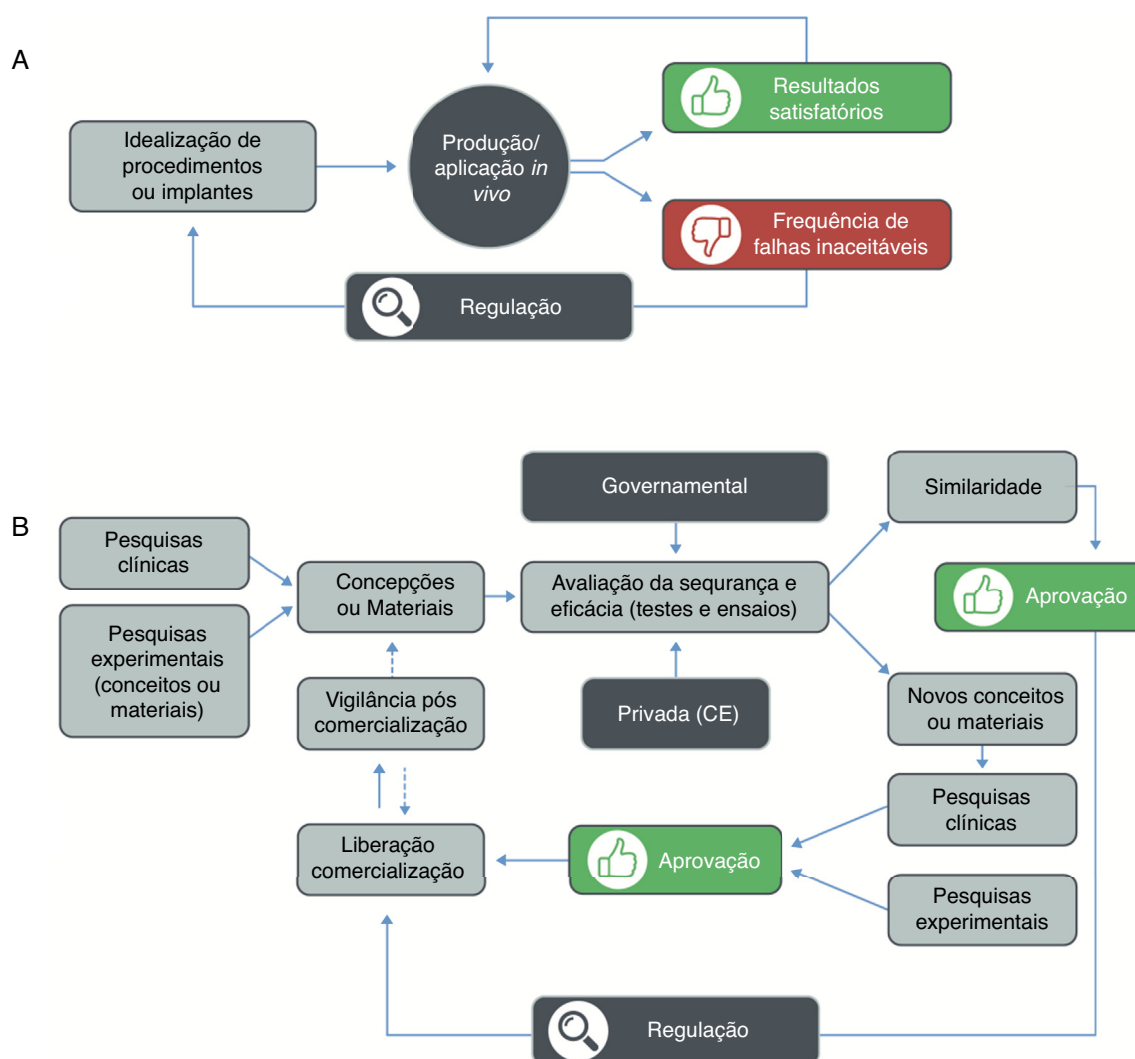 A
Idealização de
procedimentos
ou implantes
Produção/
aplicação in
vivo
Resultados
satisfatórios
Frequência de
falhas inaceitáveis
Regulação
B
Pesquisas
clínicas
Pesquisas
experimentais
(conceitos ou
materiais)
Concepções
ou Materiais
Vigilância pós
comercialização
Liberação
comercialização
Governamental
Avaliação da sequrança e
eficácia (testes e ensaios)
Privada (CE)
Similaridade
Aprovação
Novos conceitos
ou materiais
Pesquisas
clínicas
Pesquisas
experimentais
Aprovação
Regulação